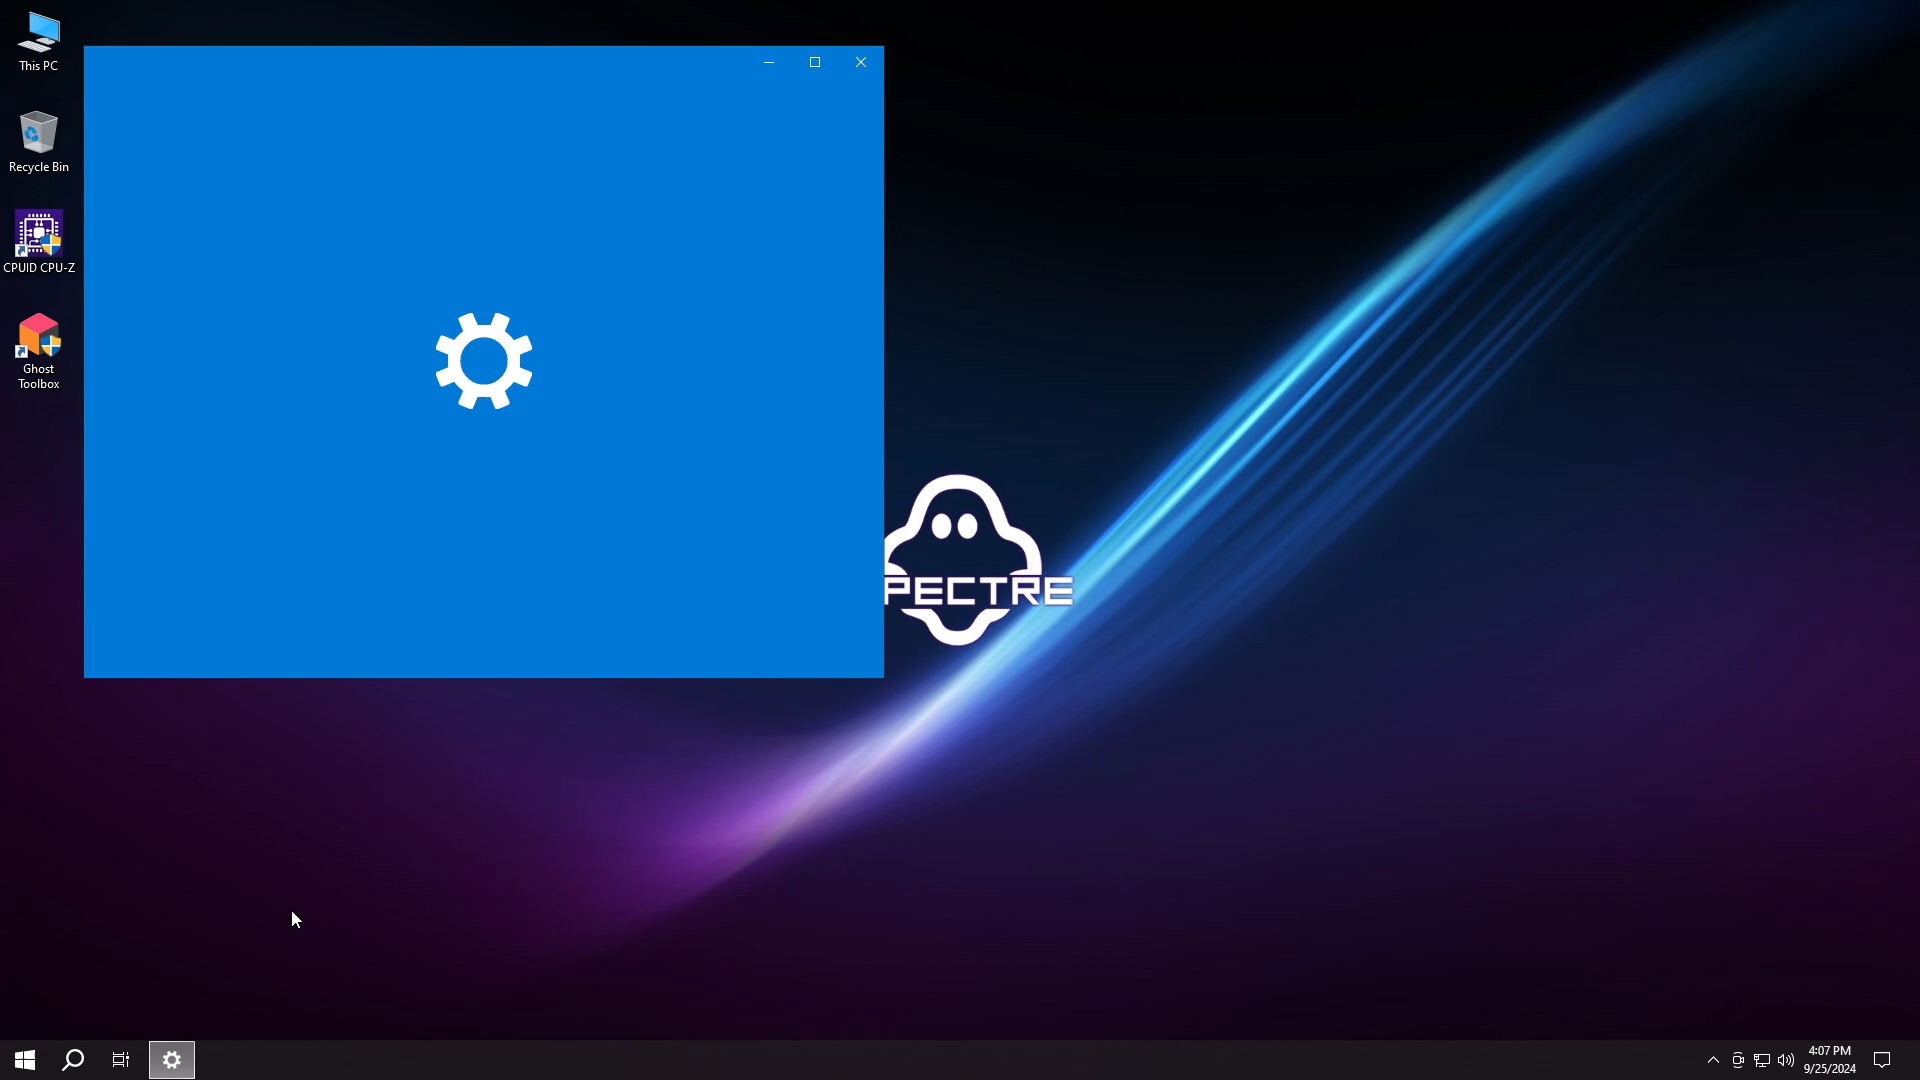 This PC
Recycle Bin
CPUID CPU-Z
Ghost
Toolbox
PECTRE
4:07 PM
9/25/2024